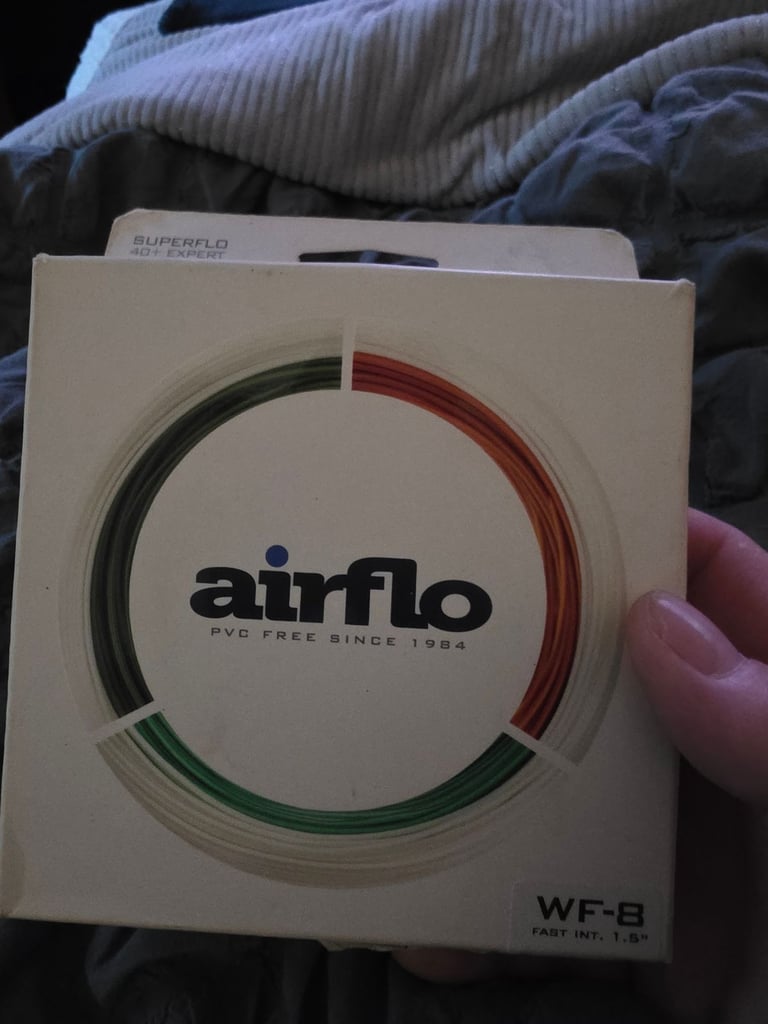 SUPERFLO
40+ EXPERT
airflo
PVC FREE SINCE 1984
WF-8
FAST INT. 1.5"